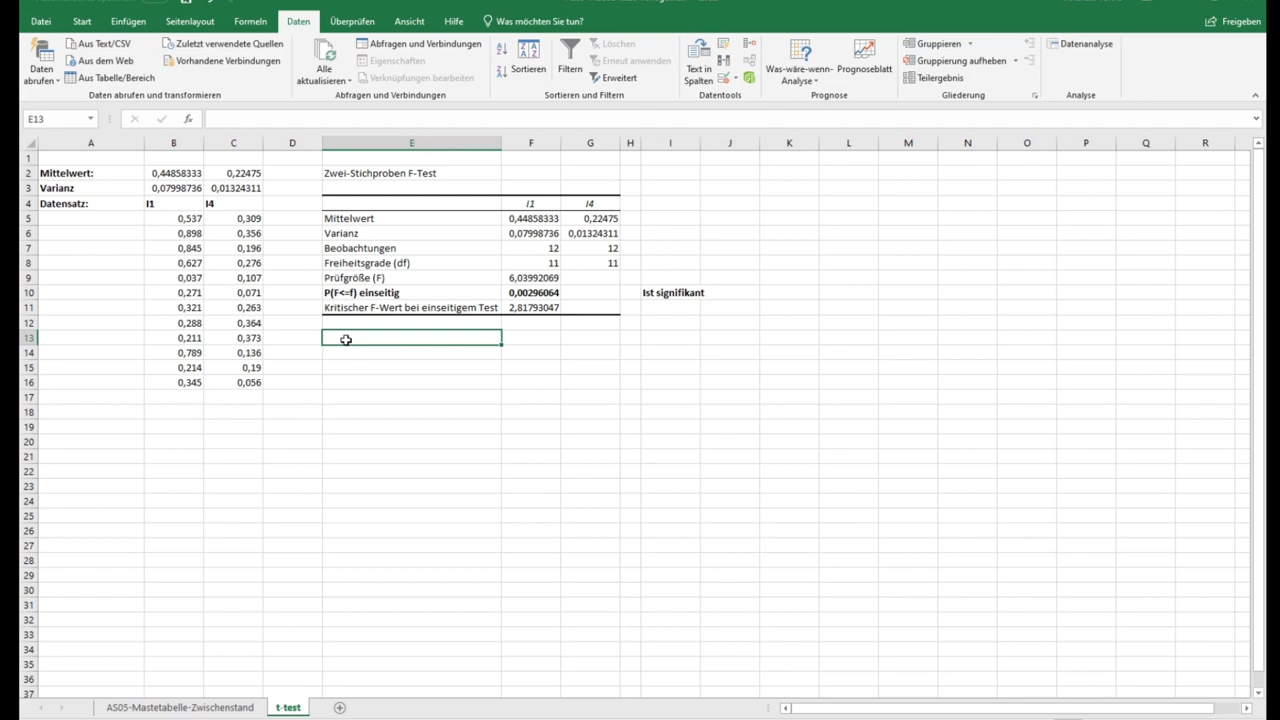 Datei Start Einfügen Seitenlayout Formeln Daten Überprüfen Ansicht Hilfe Was möchten Sie tun? Freigeben
Daten abrufen Aus Text/CSV Aus dem Web Aus Tabelle/Bereich Zuletzt verwendete Quellen Vorhandene Verbindungen
Alle aktualisieren Abfragen und Verbindungen Eigenschaften Verknüpfungen bearbeiten
Sortieren Filtern Löschen Erneut anwenden Erweitert
Text in Spalten Was-wäre-wenn-Analyse Prognoseblatt
Gruppieren Gruppierung aufheben Teilergebnis Datenanalyse
Daten abrufen und transformieren Abfragen und Verbindungen Sortieren und Filtern Datentools Prognose Gliederung Analyse
E13 fx
A B C D E F G H I J K L M N O P Q R
1
2 Mittelwert: 0,44858333 0,22475 Zwei-Stichproben F-Test
3 Varianz 0,07998736 0,01324311
4 Datensatz: I1 I4 I1 I4
5 0,537 0,309 Mittelwert 0,44858333 0,22475
6 0,898 0,356 Varianz 0,07998736 0,01324311
7 0,845 0,196 Beobachtungen 12 12
8 0,627 0,276 Freiheitsgrade (df) 11 11
9 0,037 0,107 Prüfgröße (F) 6,03992069
10 0,271 0,071 P(F<=f) einseitig 0,00296064 Ist signifikant
11 0,321 0,263 Kritischer F-Wert bei einseitigem Test 2,81793047
12 0,288 0,364
13 0,211 0,373
14 0,789 0,136
15 0,214 0,19
16 0,345 0,056
17
18
19
20
21
22
23
24
25
26
27
28
29
30
31
32
33
34
35
36
37
AS05-Mastetabelle-Zwischenstand t-test